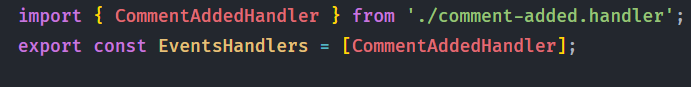 import { CommentAddedHandler } from './comment-added.handler';
export const EventsHandlers = [CommentAddedHandler];